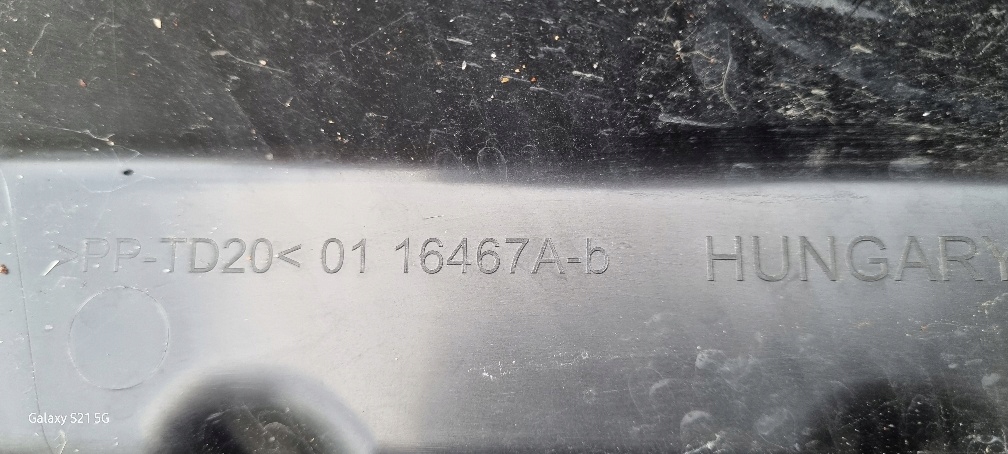 >PP-TD20< 01 16467A-b HUNGARY
Galaxy S21 5G